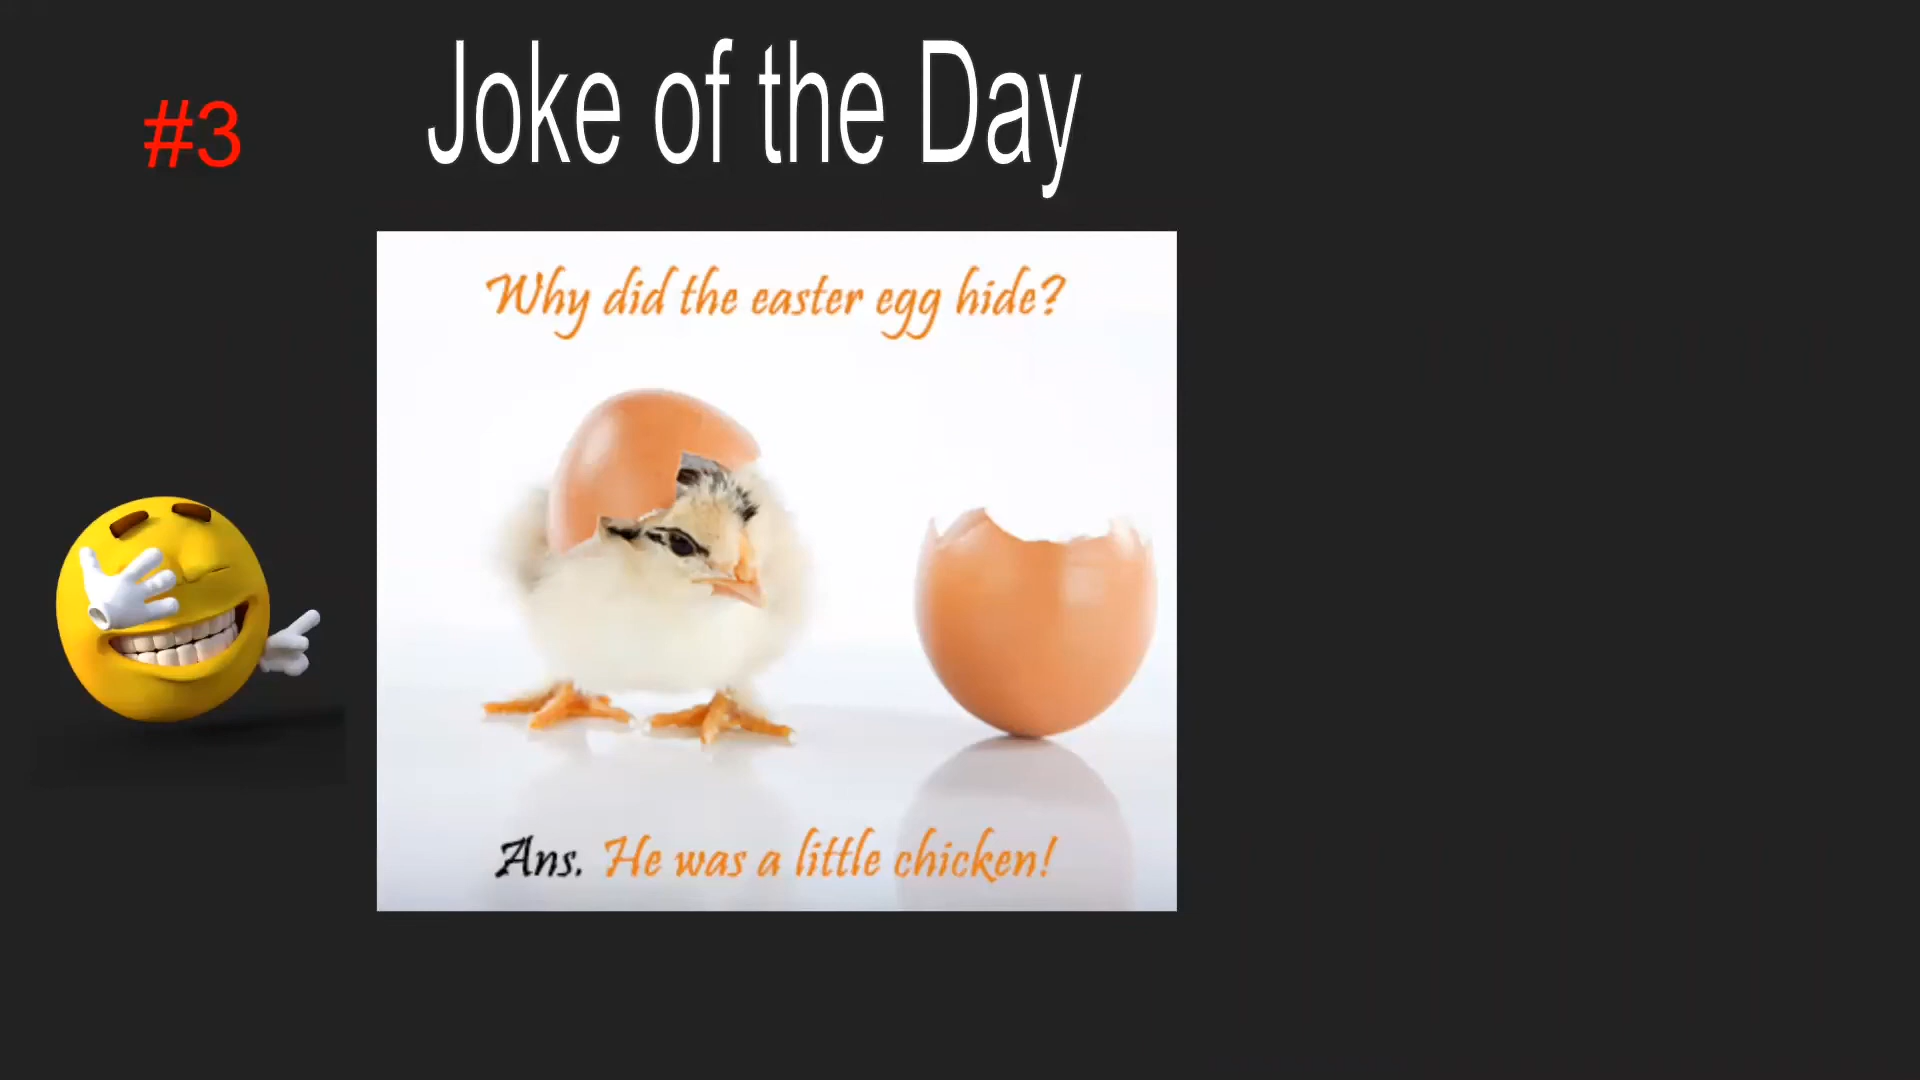 #3
Joke of the Day
Why did the easter egg hide?
Ans. He was a little chicken!